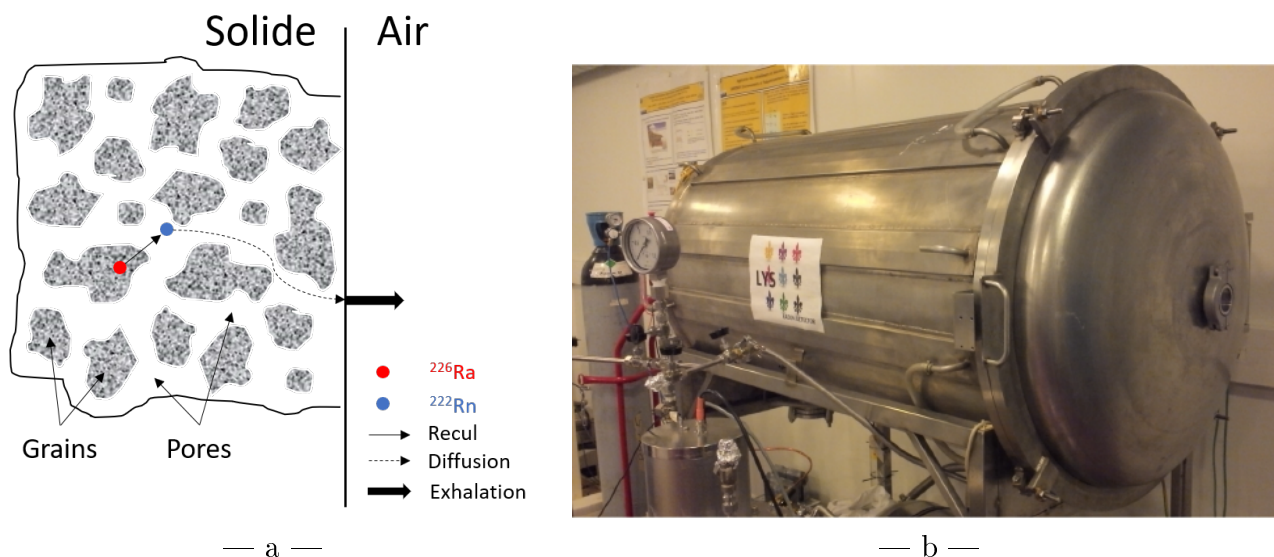 Solide
Air
²²⁶Ra
²²²Rn
Recul
Diffusion
Exhalation
Grains
Pores
LYS
— a —
— b —